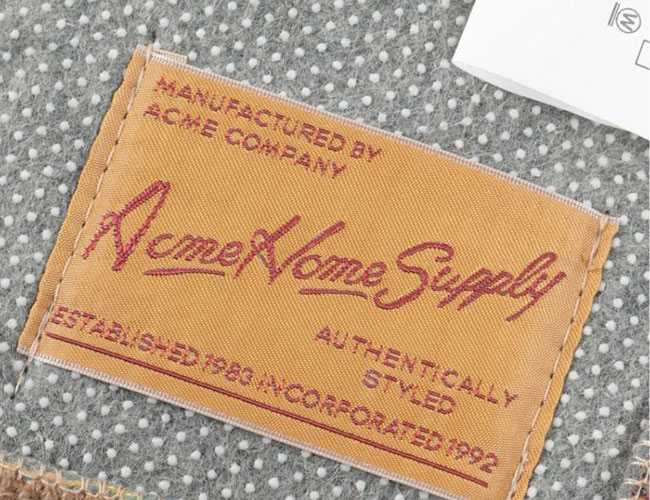 MANUFACTURED BY
ACME COMPANY
Acme Home Supply
AUTHENTICALLY
STYLED
ESTABLISHED 1983 INCORPORATED 1992